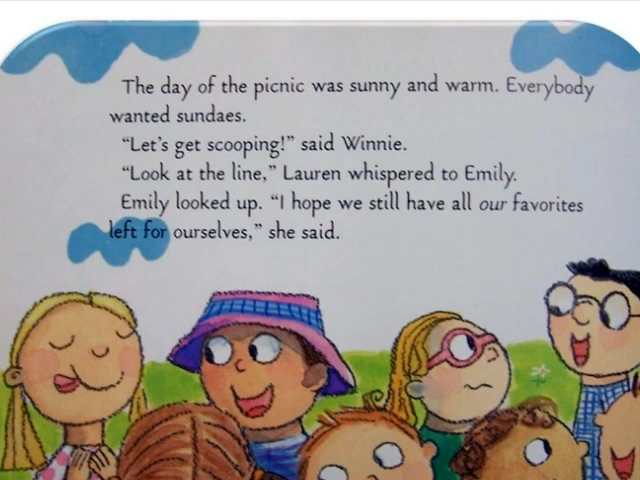 The day of the picnic was sunny and warm. Everybody
wanted sundaes.
“Let’s get scooping!” said Winnie.
“Look at the line,” Lauren whispered to Emily.
Emily looked up. “I hope we still have all our favorites
left for ourselves,” she said.